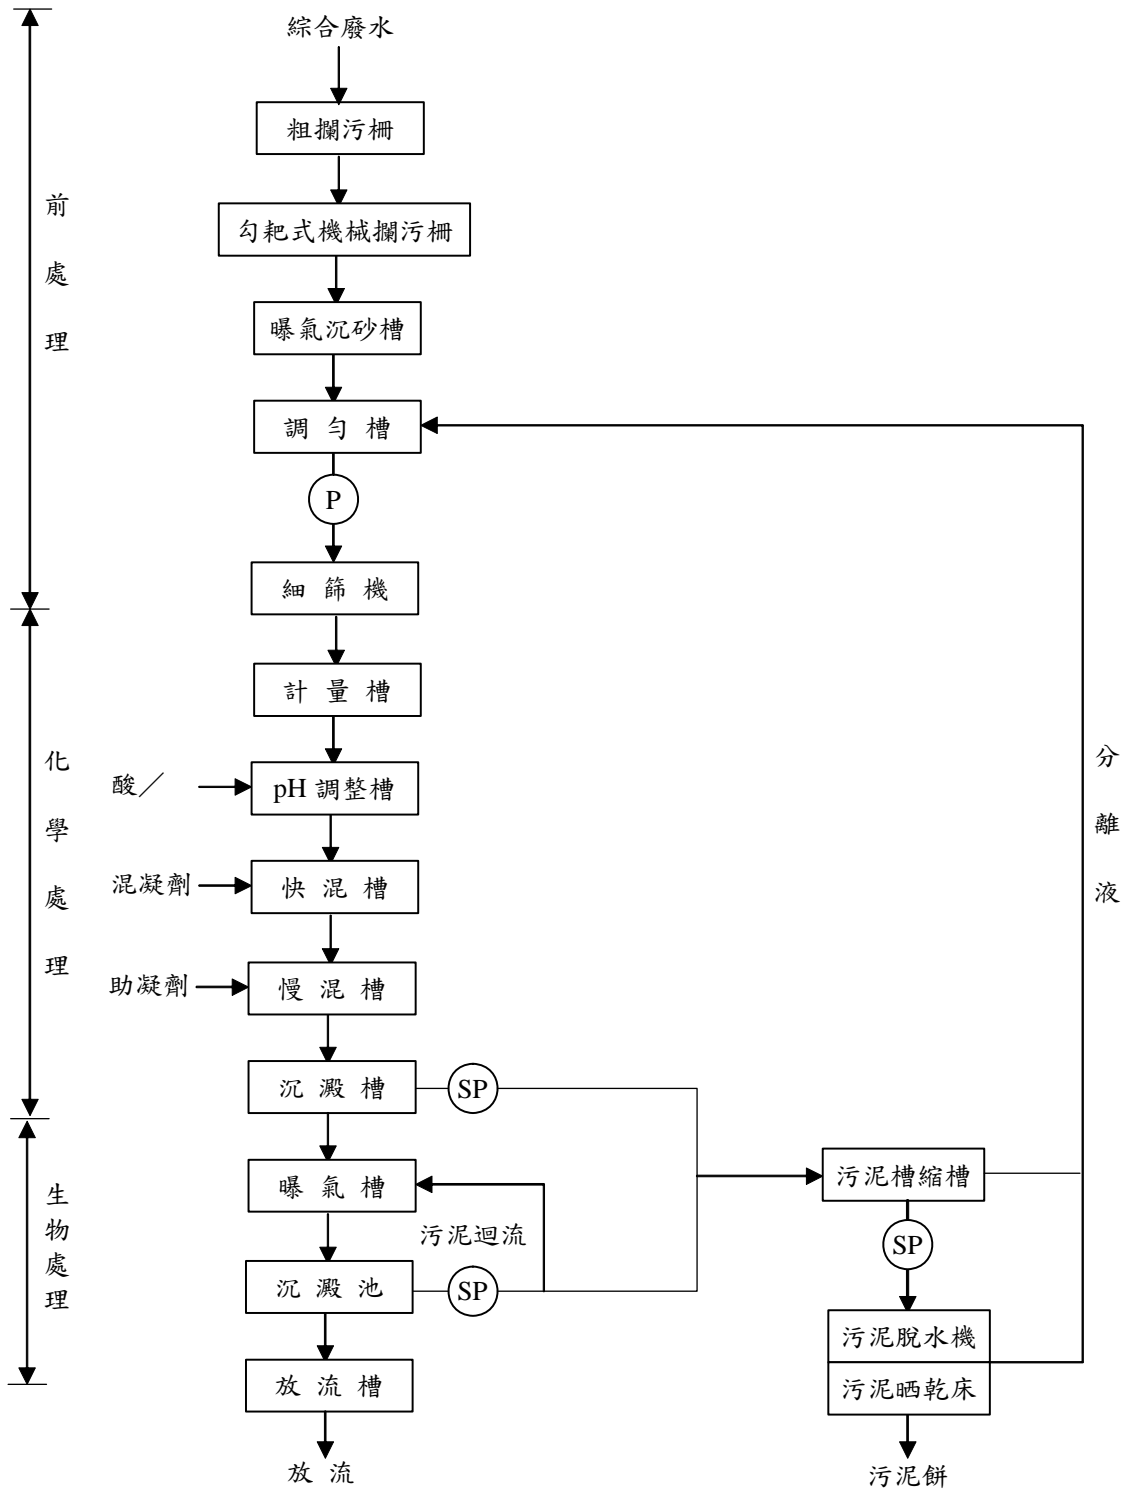 綜合廢水
粗攔污柵
前處理
勾耙式機械攔污柵
曝氣沉砂槽
調勻槽
P
細篩機
計量槽
化學處理
分離液
酸／
pH 調整槽
混凝劑
快混槽
助凝劑
慢混槽
沉澱槽
SP
生物處理
曝氣槽
污泥槽縮槽
污泥迴流
SP
沉澱池
SP
污泥脫水機
放流槽
污泥晒乾床
放流
污泥餅